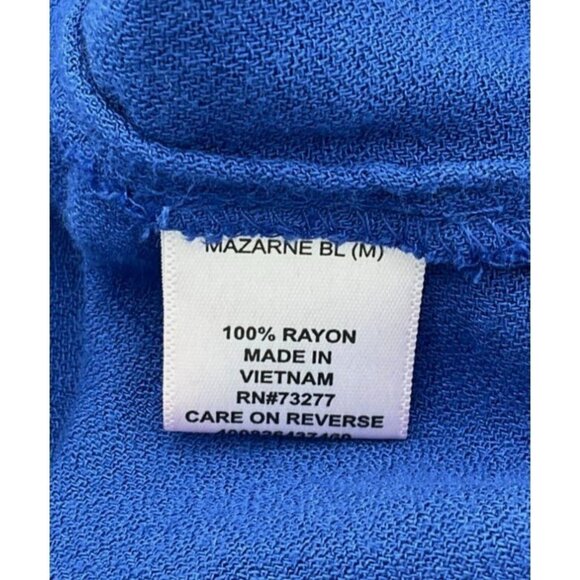 MAZARNE BL (M)
100% RAYON
MADE IN
VIETNAM
RN#73277
CARE ON REVERSE